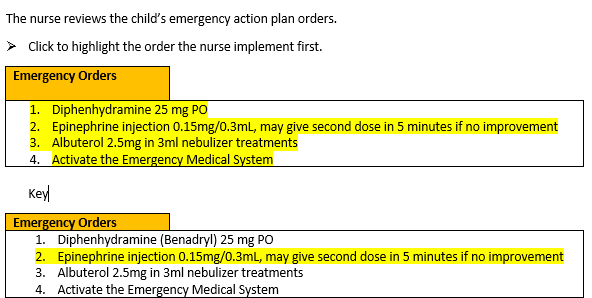 The nurse reviews the child’s emergency action plan orders.
➢ Click to highlight the order the nurse implement first.
Emergency Orders
1. Diphenhydramine 25 mg PO
2. Epinephrine injection 0.15mg/0.3mL, may give second dose in 5 minutes if no improvement
3. Albuterol 2.5mg in 3ml nebulizer treatments
4. Activate the Emergency Medical System
Key
Emergency Orders
1. Diphenhydramine (Benadryl) 25 mg PO
2. Epinephrine injection 0.15mg/0.3mL, may give second dose in 5 minutes if no improvement
3. Albuterol 2.5mg in 3ml nebulizer treatments
4. Activate the Emergency Medical System